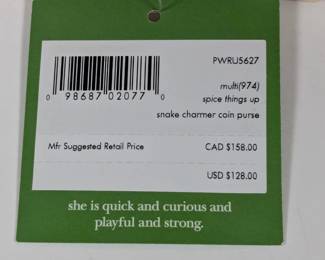 PWRU5627
0 98687 02077 0
multi(974)
spice things up
snake charmer coin purse
Mfr Suggested Retail Price CAD $158.00
USD $128.00
she is quick and curious and
playful and strong.